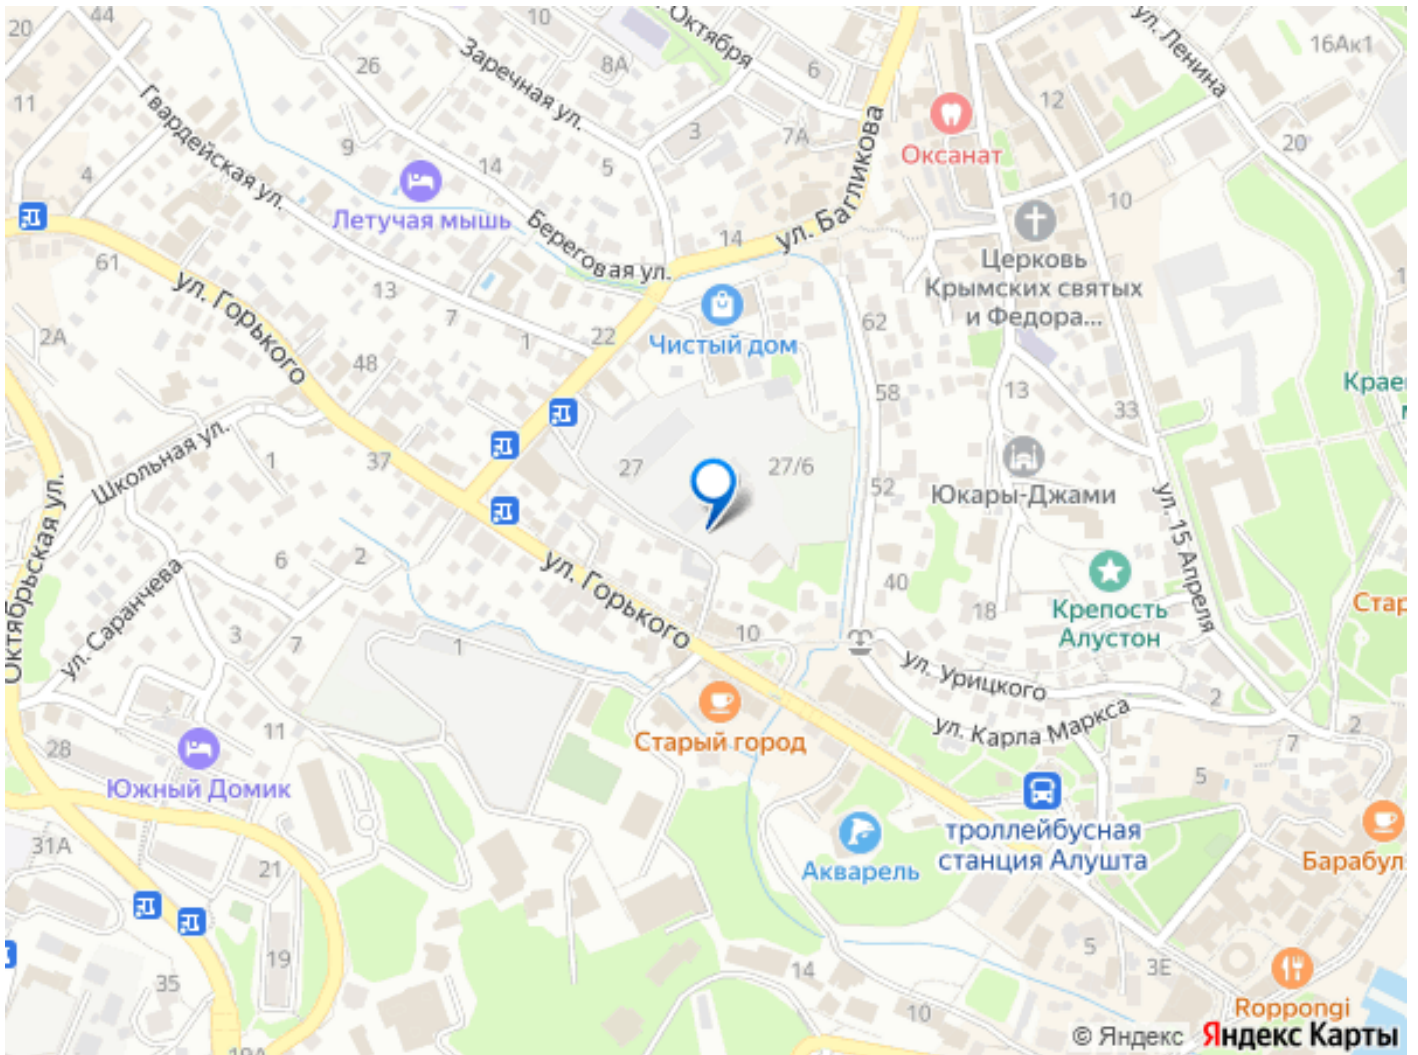 20
44
10
ул. Октября
ул. Ленина
16Ак1
Заречная ул.
8А
6
26
11
Гвардейская ул.
12
9
3
7А
20
14
5
Оксанат
4
ул. Багликова
10
Летучая мышь
Береговая ул.
14
Церковь
Крымских святых
и Федора...
61
ул. Горького
13
7
1
22
Чистый дом
62
2А
48
58
13
33
Школьная ул.
1
37
27
27/6
52
Юкары-Джами
ул. 15 Апреля
Октябрьская ул.
ул. Саранчева
6
2
ул. Горького
40
18
Крепость
Алустон
3
7
1
10
ул. Урицкого
2
ул. Карла Маркса
2
7
11
28
Южный Домик
Старый город
5
троллейбусная
станция Алушта
Акварель
31А
21
19
35
14
10
5
3Е
Roppongi
© Яндекс Яндекс Карты